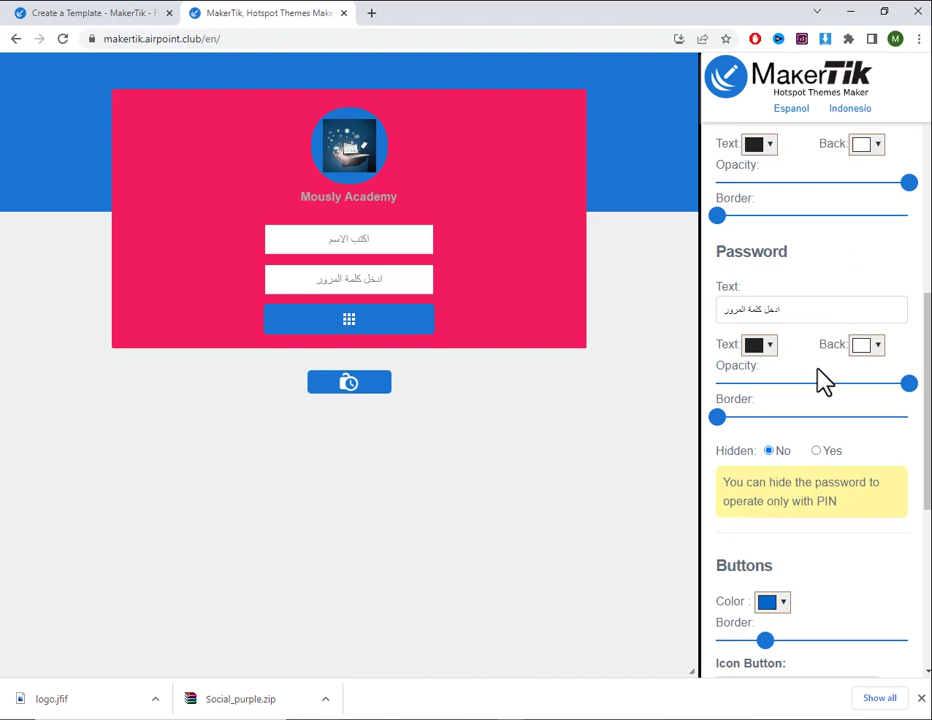 Create a Template - MakerTik - F
MakerTik, Hotspot Themes Make
makertik.airpoint.club/en/
M
MakerTik
Hotspot Themes Maker
Espanol Indonesio
Mously Academy
اكتب الاسم
ادخل كلمة المرور
Text: Back:
Opacity:
Border:
Password
Text:
ادخل كلمة المرور
Text: Back:
Opacity:
Border:
Hidden: No Yes
You can hide the password to
operate only with PIN
Buttons
Color :
Border:
Icon Button:
logo.jfif
Social_purple.zip
Show all